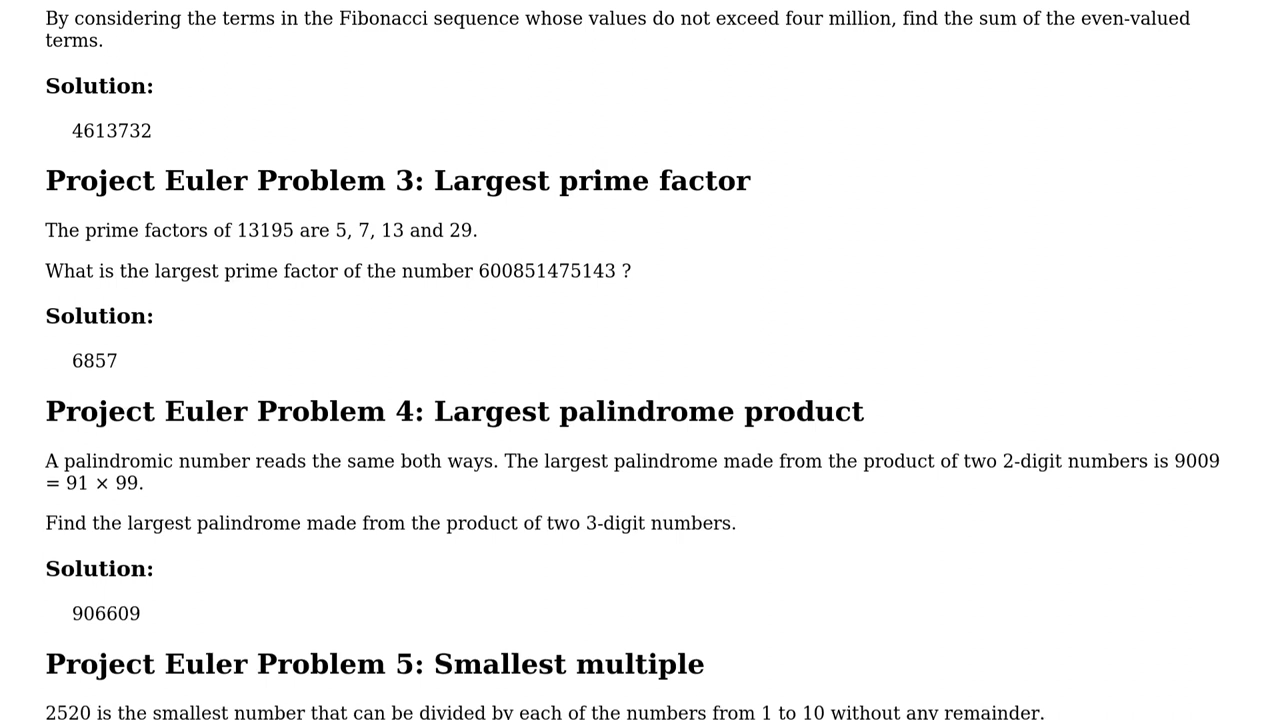 By considering the terms in the Fibonacci sequence whose values do not exceed four million, find the sum of the even-valued
terms.
Solution:
4613732
Project Euler Problem 3: Largest prime factor
The prime factors of 13195 are 5, 7, 13 and 29.
What is the largest prime factor of the number 600851475143 ?
Solution:
6857
Project Euler Problem 4: Largest palindrome product
A palindromic number reads the same both ways. The largest palindrome made from the product of two 2-digit numbers is 9009
= 91 × 99.
Find the largest palindrome made from the product of two 3-digit numbers.
Solution:
906609
Project Euler Problem 5: Smallest multiple
2520 is the smallest number that can be divided by each of the numbers from 1 to 10 without any remainder.